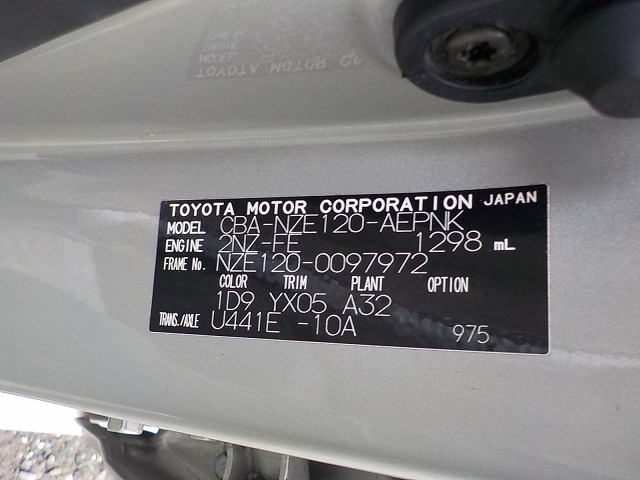 TOYOTA MOTOR CORPORATION JAPAN
MODEL CBA-NZE120-AEPNK
ENGINE 2NZ-FE 1298 mL
FRAME No. NZE120-0097972
COLOR TRIM PLANT OPTION
1D9 YX05 A32
TRANS./AXLE U441E -10A
975